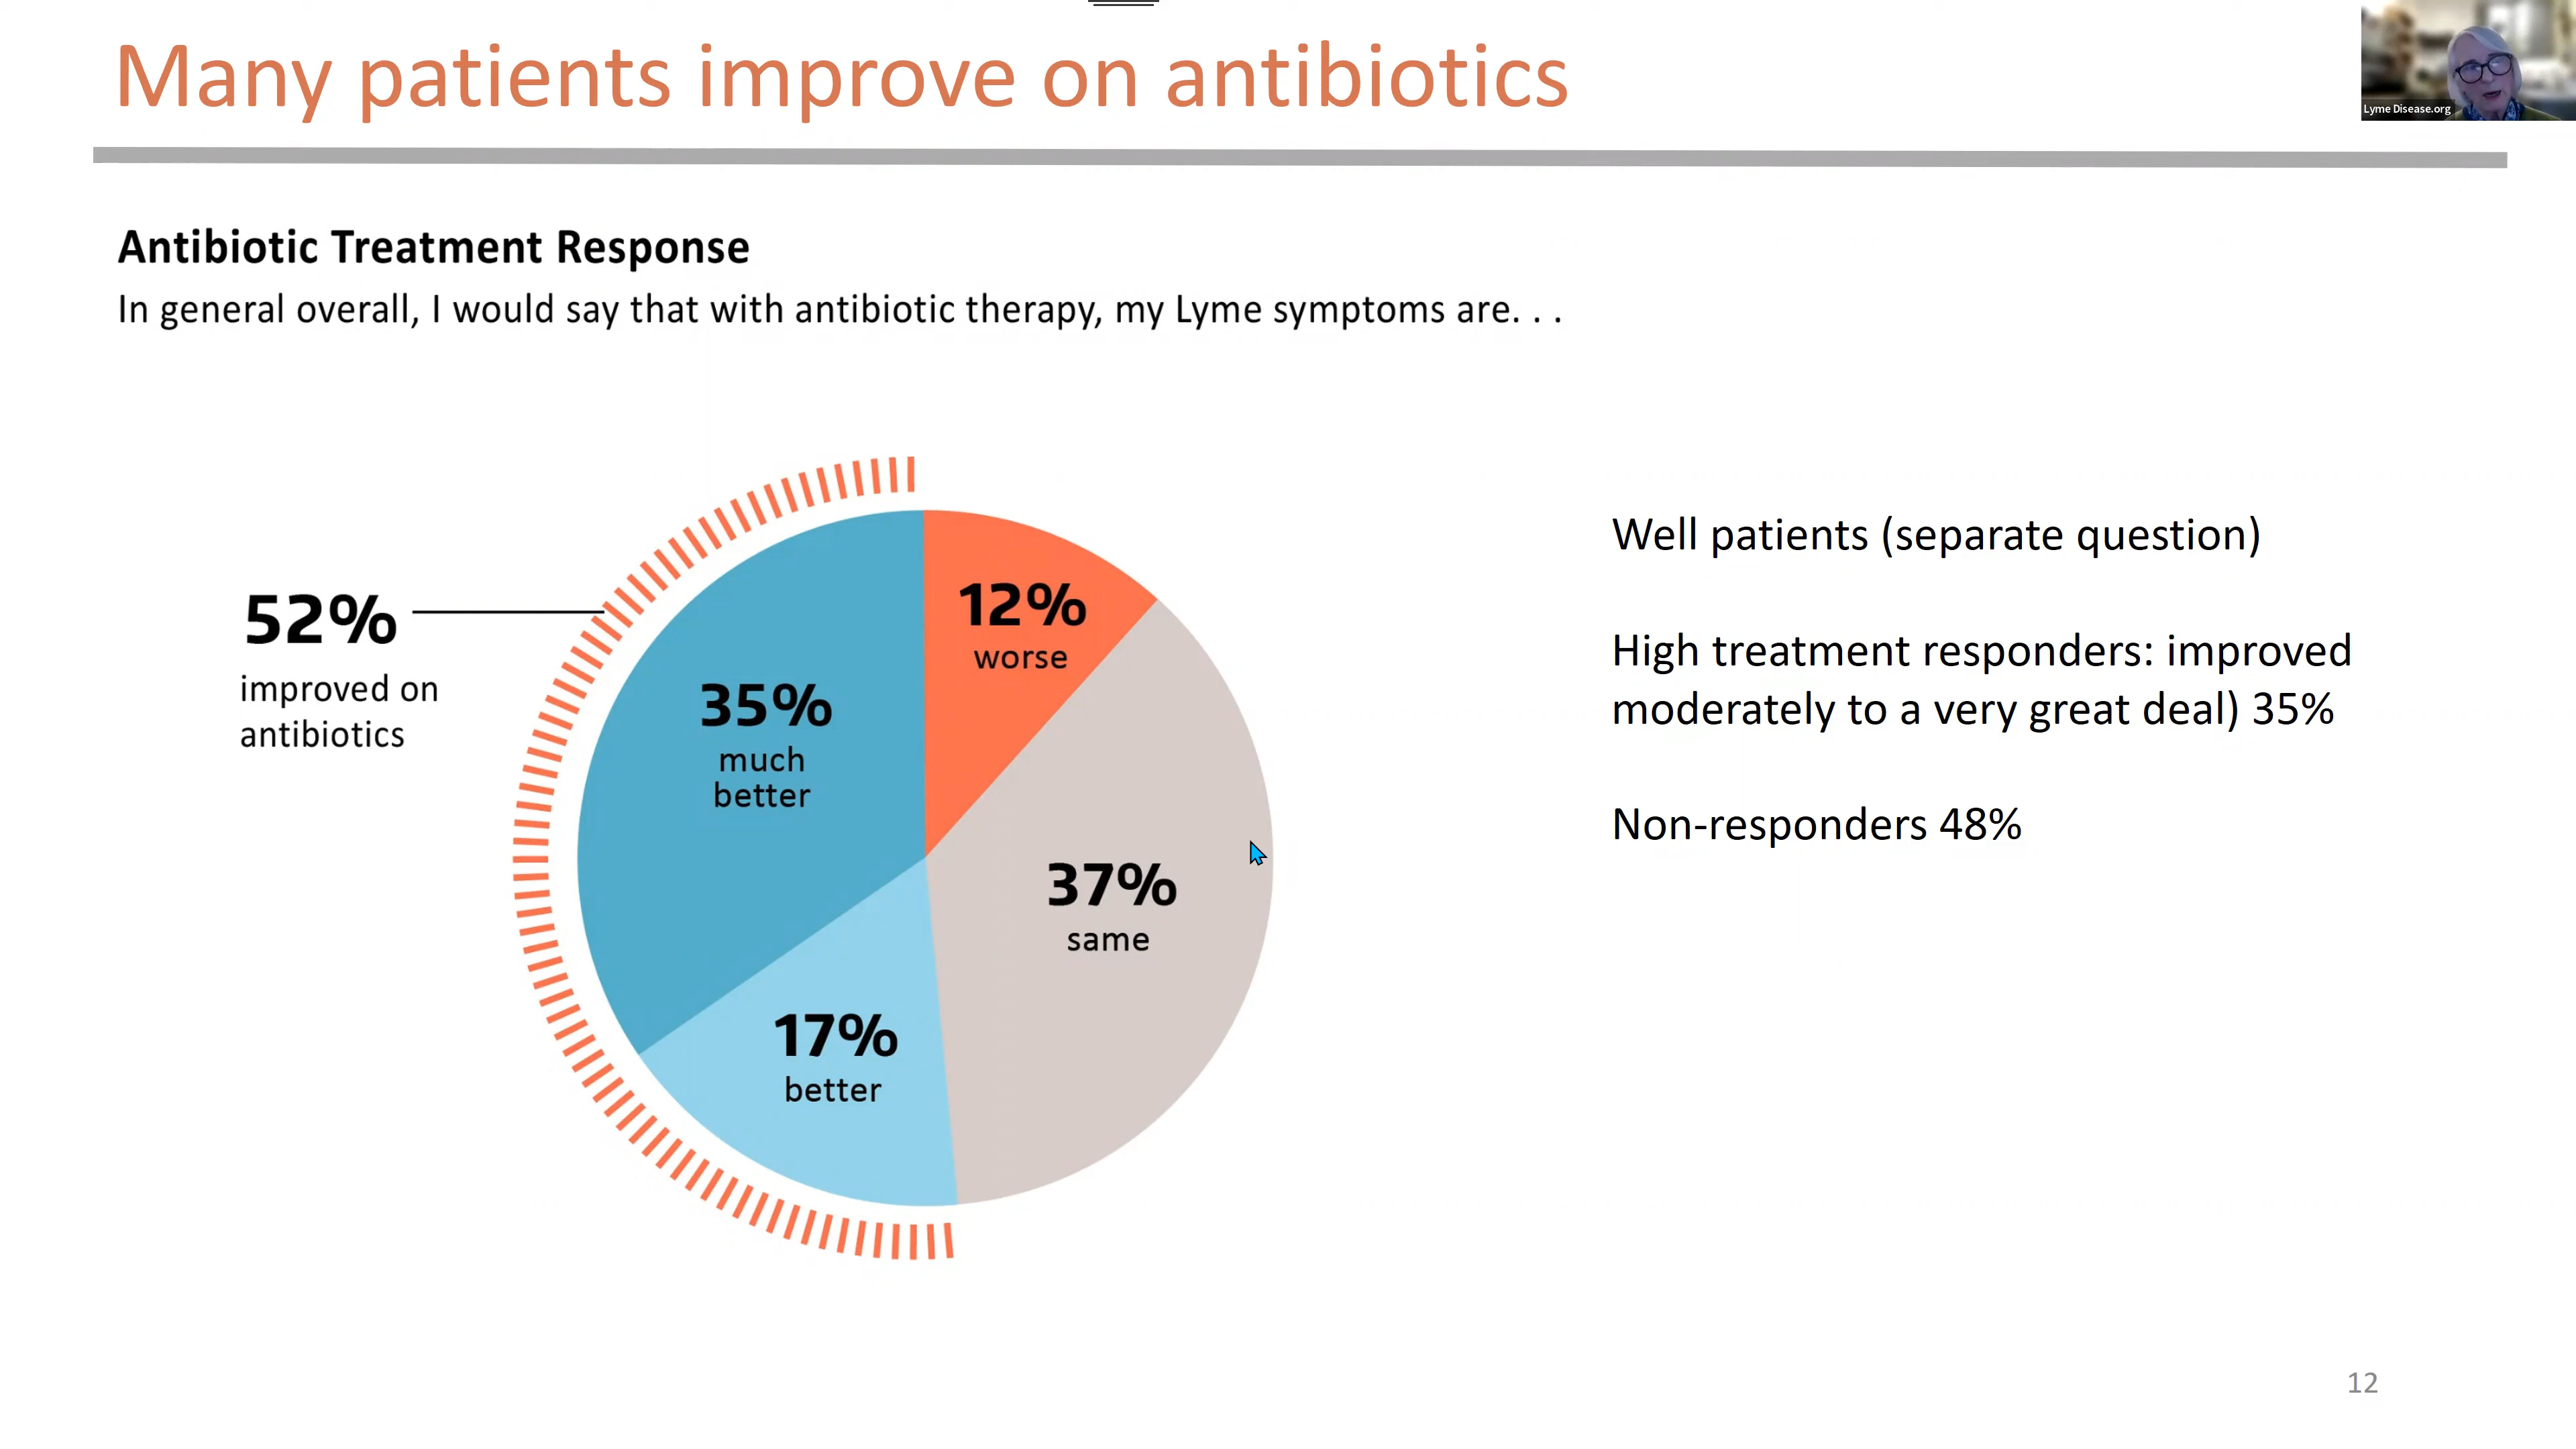 Many patients improve on antibiotics
Lyme Disease.org
Antibiotic Treatment Response
In general overall, I would say that with antibiotic therapy, my Lyme symptoms are. . .
52%
improved on
antibiotics
35%
much
better
12%
worse
37%
same
17%
better
Well patients (separate question)
High treatment responders: improved
moderately to a very great deal) 35%
Non-responders 48%
12